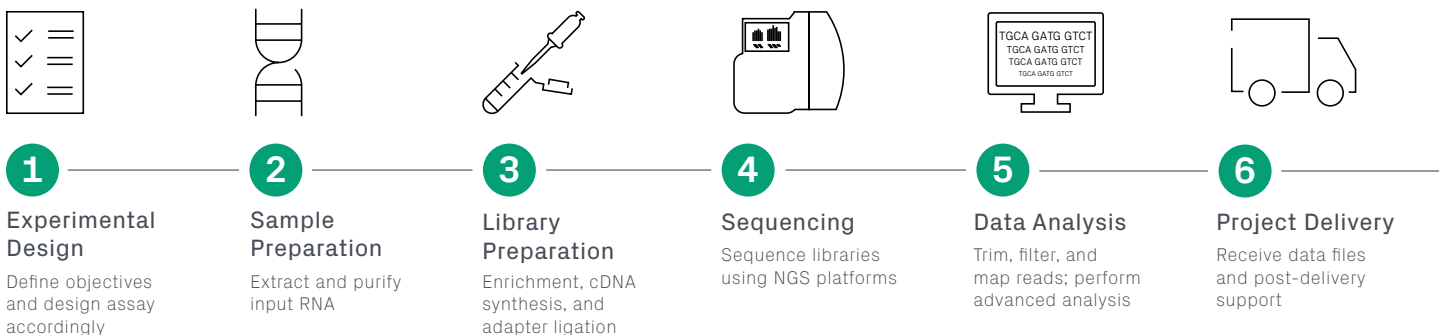 TGCA GATG GTCT
TGCA GATG GTCT
TGCA GATG GTCT
TGCA GATG GTCT
1
Experimental
Design
Define objectives
and design assay
accordingly
2
Sample
Preparation
Extract and purify
input RNA
3
Library
Preparation
Enrichment, cDNA
synthesis, and
adapter ligation
4
Sequencing
Sequence libraries
using NGS platforms
5
Data Analysis
Trim, filter, and
map reads; perform
advanced analysis
6
Project Delivery
Receive data files
and post-delivery
support